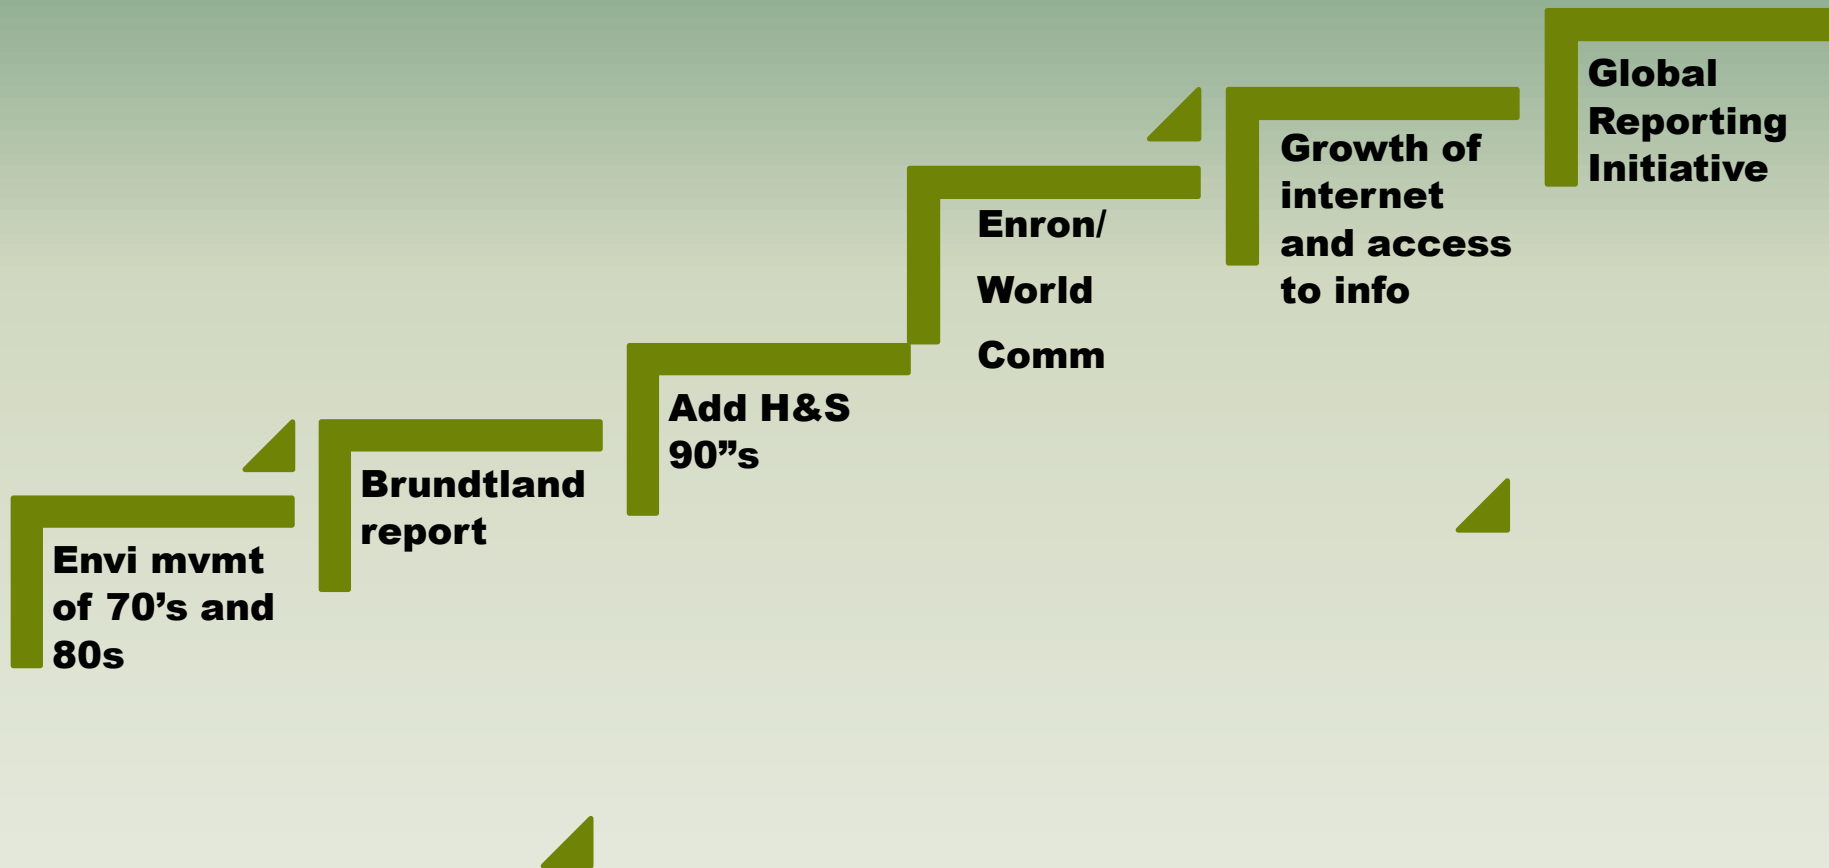 Envi mvmt
of 70’s and
80s
Brundtland
report
Add H&S
90”s
Enron/
World
Comm
Growth of
internet
and access
to info
Global
Reporting
Initiative